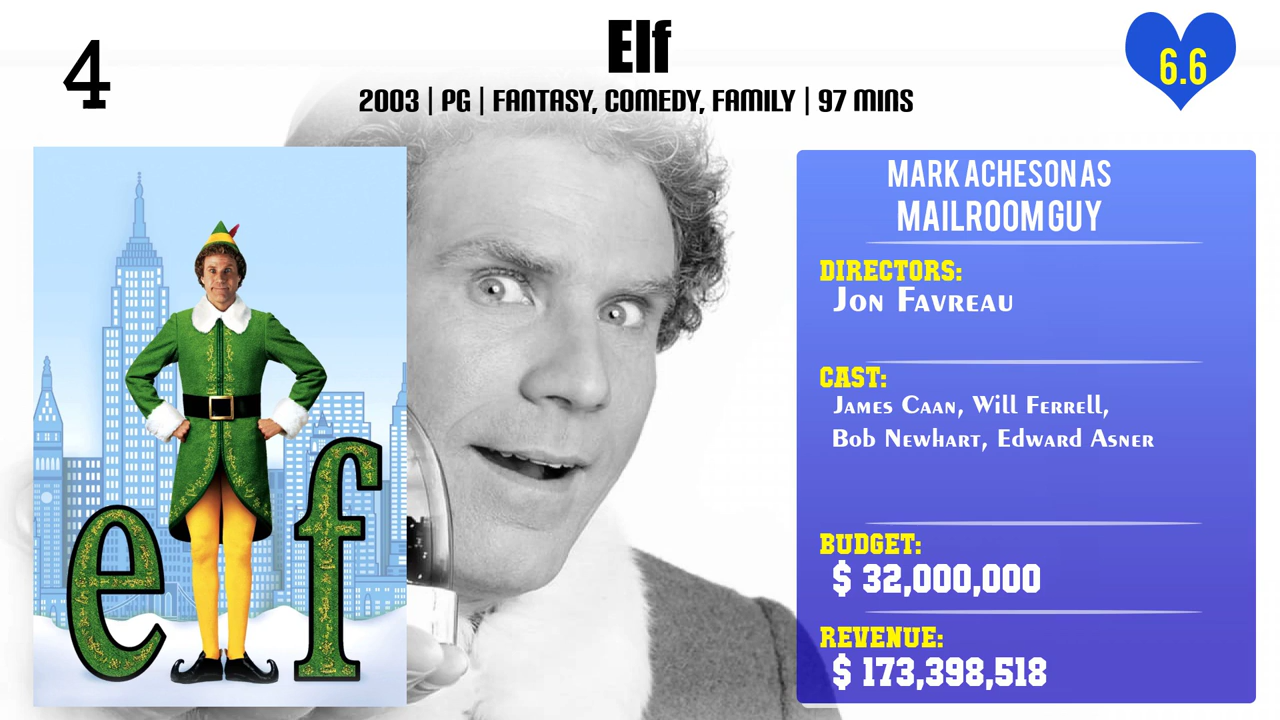 4
Elf
2003 | PG | FANTASY, COMEDY, FAMILY | 97 MINS
6.6
elf
MARK ACHESON AS
MAILROOM GUY
DIRECTORS:
JON FAVREAU
CAST:
JAMES CAAN, WILL FERRELL,
BOB NEWHART, EDWARD ASNER
BUDGET:
$ 32,000,000
REVENUE:
$ 173,398,518